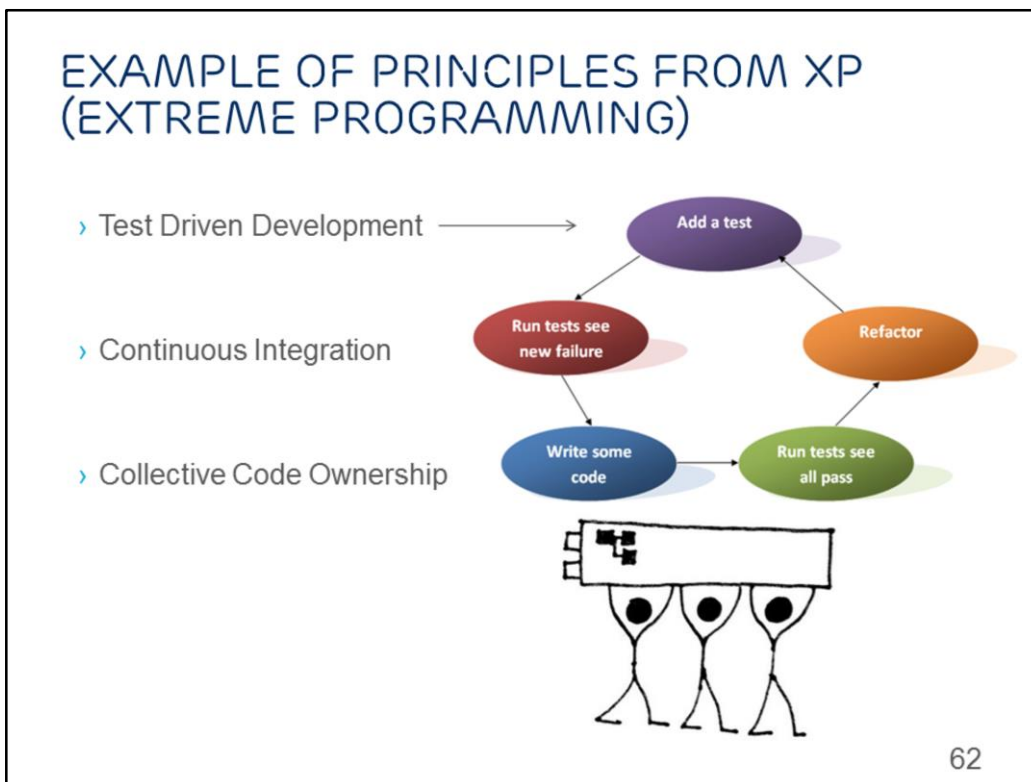 EXAMPLE OF PRINCIPLES FROM XP
(EXTREME PROGRAMMING)
› Test Driven Development
› Continuous Integration
› Collective Code Ownership
Add a test
Run tests see
new failure
Refactor
Write some
code
Run tests see
all pass
62